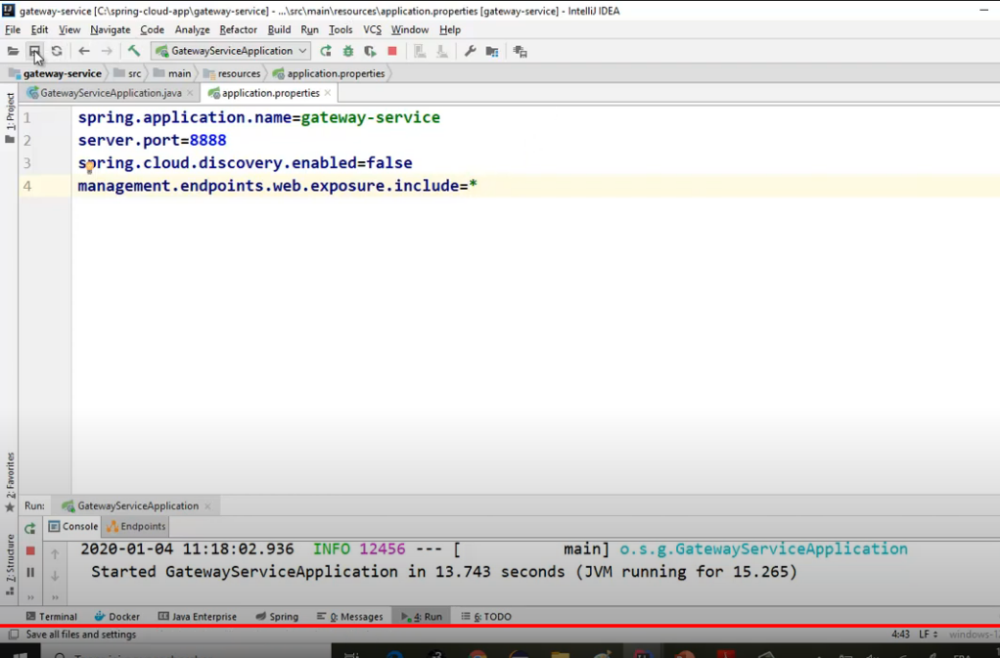 gateway-service [C:\spring-cloud-app\gateway-service] - ...\src\main\resources\application.properties [gateway-service] - IntelliJ IDEA
File Edit View Navigate Code Analyze Refactor Build Run Tools VCS Window Help
GatewayServiceApplication
gateway-service src main resources application.properties
GatewayServiceApplication.java application.properties
1: Project
1 spring.application.name=gateway-service
2 server.port=8888
3 spring.cloud.discovery.enabled=false
4 management.endpoints.web.exposure.include=*
2: Favorites
Z: Structure
Run: GatewayServiceApplication
Console Endpoints
2020-01-04 11:18:02.936 INFO 12456 --- [ main] o.s.g.GatewayServiceApplication
Started GatewayServiceApplication in 13.743 seconds (JVM running for 15.265)
Terminal Docker Java Enterprise Spring 0: Messages 4: Run 6: TODO
Save all files and settings 4:43 LF